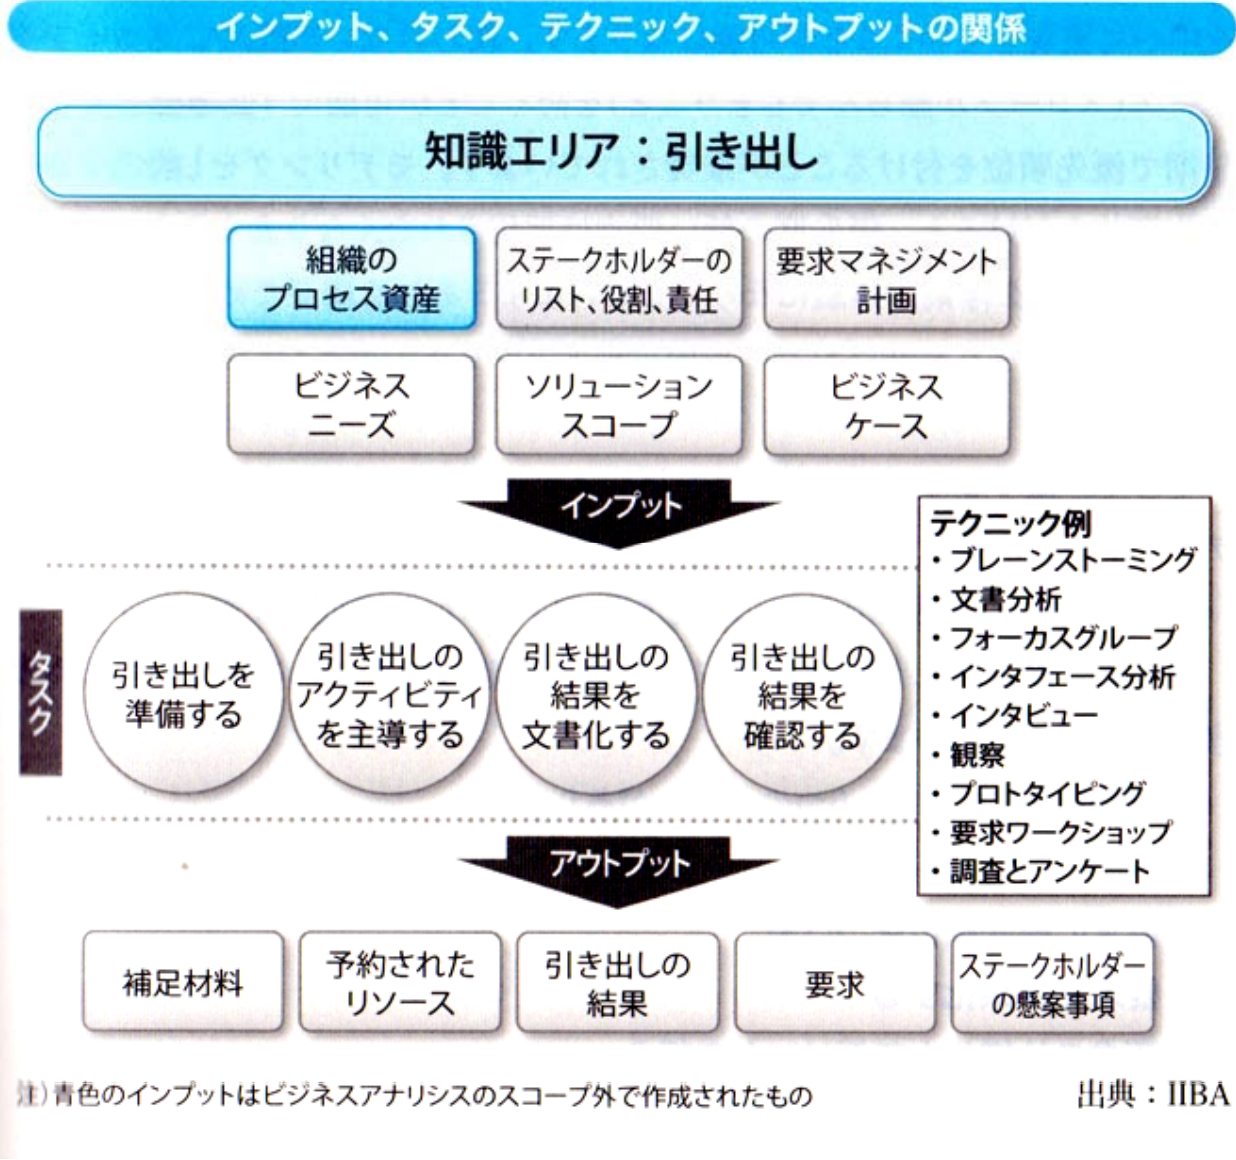 インプット、タスク、テクニック、アウトプットの関係
知識エリア：引き出し
組織の
プロセス資産
ステークホルダーの
リスト、役割、責任
要求マネジメント
計画
ビジネス
ニーズ
ソリューション
スコープ
ビジネス
ケース
インプット
テクニック例
・ブレーンストーミング
・文書分析
・フォーカスグループ
・インタフェース分析
・インタビュー
・観察
・プロトタイピング
・要求ワークショップ
・調査とアンケート
タスク
引き出しを
準備する
引き出しの
アクティビティ
を主導する
引き出しの
結果を
文書化する
引き出しの
結果を
確認する
アウトプット
補足材料
予約された
リソース
引き出しの
結果
要求
ステークホルダー
の懸案事項
注）青色のインプットはビジネスアナリシスのスコープ外で作成されたもの
出典：IIBA